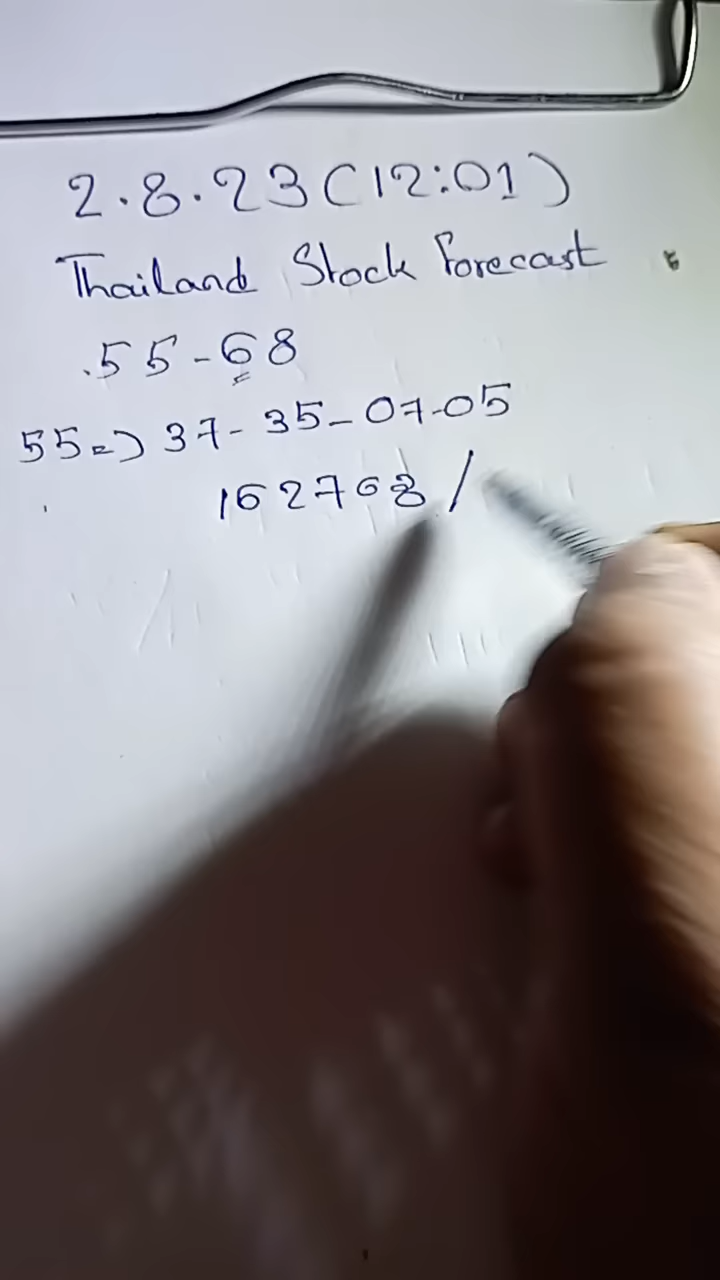 2.8.23(12:01)
Thailand Stock Forecast
.55-68
55=> 37-35-07-05
162768/